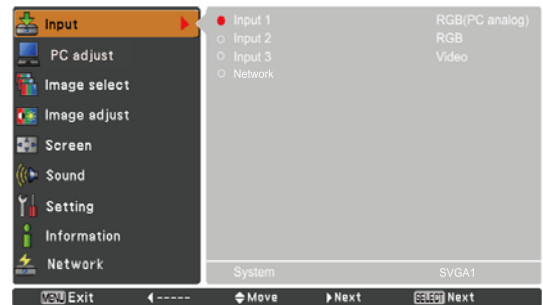 Input
PC adjust
Image select
Image adjust
Screen
Sound
Setting
Information
Network
Input 1 RGB(PC analog)
Input 2 RGB
Input 3 Video
Network
System SVGA1
MENU Exit ----- Move Next SELECT Next